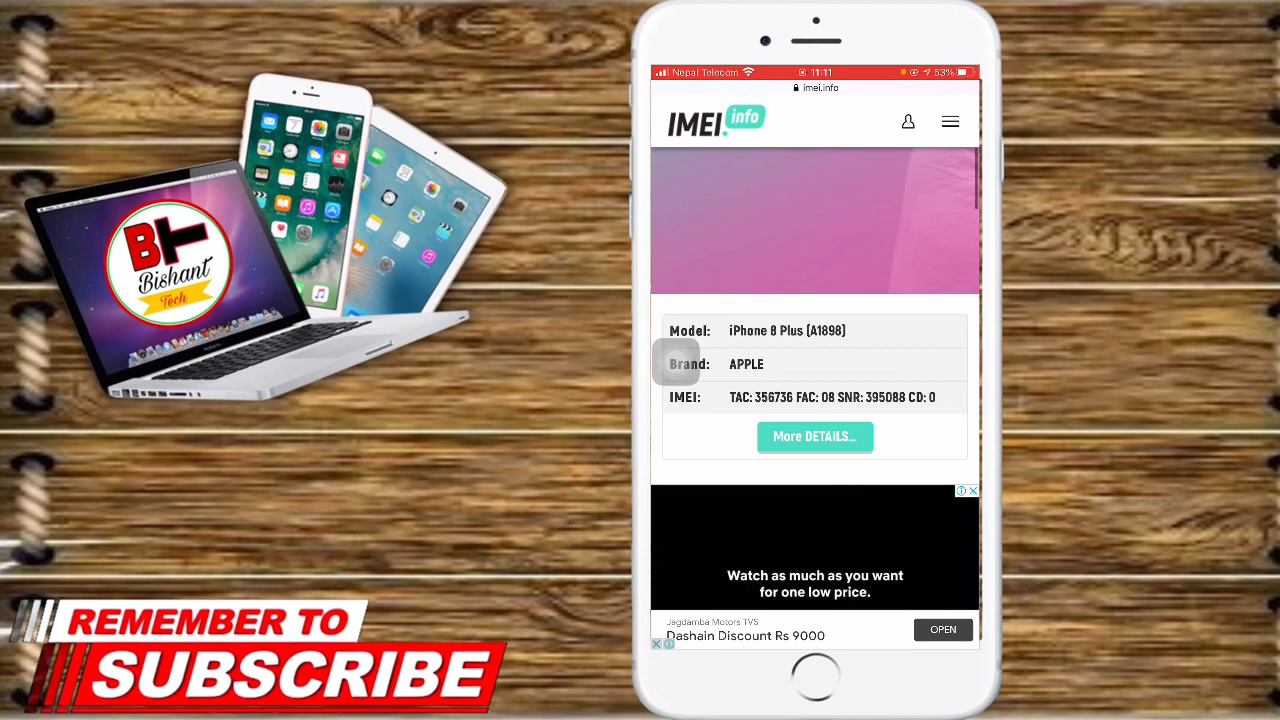 BT
Bishant
Tech
REMEMBER TO
SUBSCRIBE
Nepal Telecom
11:11
53%
imei.info
IMEI.info
Model: iPhone 8 Plus (A1898)
Brand: APPLE
IMEI: TAC: 356736 FAC: 08 SNR: 395088 CD: 0
More DETAILS...
Watch as much as you want
for one low price.
Jagdamba Motors TVS
Dashain Discount Rs 9000
OPEN